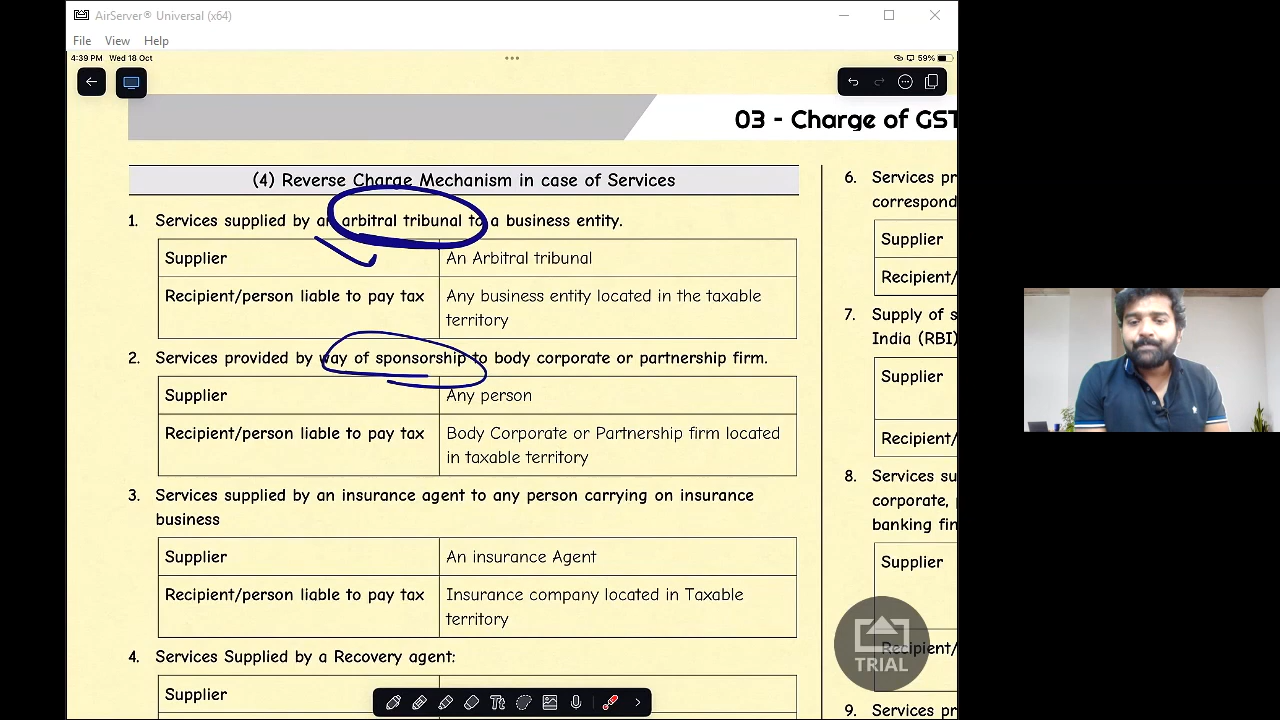 AirServer® Universal (x64)
File View Help
4:39 PM Wed 18 Oct
59%
03 - Charge of GST
(4) Reverse Charge Mechanism in case of Services
1. Services supplied by an arbitral tribunal to a business entity.
Supplier An Arbitral tribunal
Recipient/person liable to pay tax Any business entity located in the taxable
territory
2. Services provided by way of sponsorship to body corporate or partnership firm.
Supplier Any person
Recipient/person liable to pay tax Body Corporate or Partnership firm located
in taxable territory
3. Services supplied by an insurance agent to any person carrying on insurance
business
Supplier An insurance Agent
Recipient/person liable to pay tax Insurance company located in Taxable
territory
4. Services Supplied by a Recovery agent:
Supplier
6. Services pr
correspond
Supplier
Recipient/
7. Supply of s
India (RBI)
Supplier
Recipient/
8. Services su
corporate,
banking fin
Supplier
Recipient/
9. Services pr
Rec
TRIAL
Tt